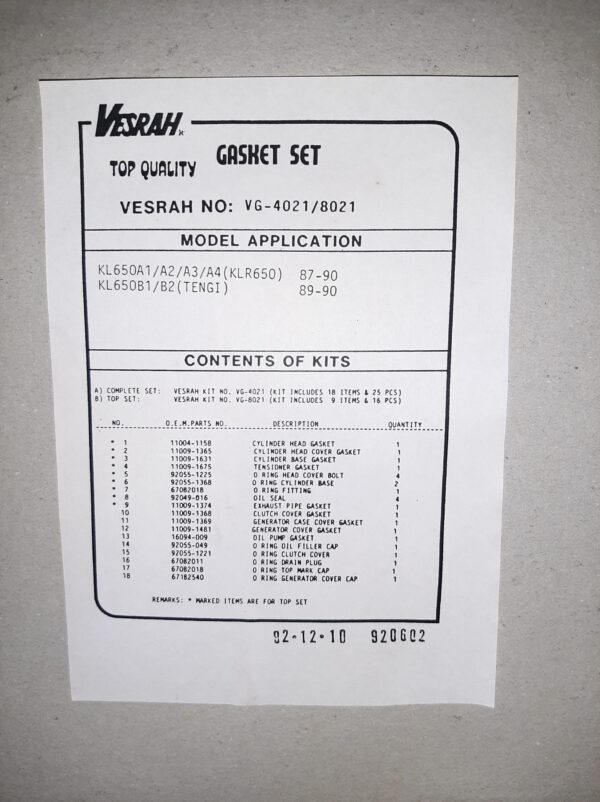 VESRAH
TOP QUALITY GASKET SET
VESRAH NO: VG-4021/8021
MODEL APPLICATION
KL650A1/A2/A3/A4(KLR650) 87-90
KL650B1/B2(TENGI) 89-90
CONTENTS OF KITS
A) COMPLETE SET: VESRAH KIT NO. VG-4021 (KIT INCLUDES 18 ITEMS & 25 PCS)
B) TOP SET: VESRAH KIT NO. VG-8021 (KIT INCLUDES 9 ITEMS & 16 PCS)
NO. O.E.M.PARTS NO. DESCRIPTION QUANTITY
* 1 11004-1158 CYLINDER HEAD GASKET 1
* 2 11009-1365 CYLINDER HEAD COVER GASKET 1
* 3 11009-1631 CYLINDER BASE GASKET 1
* 4 11009-1675 TENSIONER GASKET 1
* 5 92055-1225 O RING HEAD COVER BOLT 4
* 6 92055-1368 O RING CYLINDER BASE 2
* 7 670B2018 O RING FITTING 1
* 8 92049-016 OIL SEAL 4
* 9 11009-1374 EXHAUST PIPE GASKET 1
10 11009-1368 CLUTCH COVER GASKET 1
11 11009-1369 GENERATOR CASE COVER GASKET 1
12 11009-1481 GENERATOR COVER GASKET 1
13 16094-009 OIL PUMP GASKET 1
14 92055-049 O RING OIL FILLER CAP 1
15 92055-1221 O RING CLUTCH COVER 1
16 670B2011 O RING DRAIN PLUG 1
17 670B2018 O RING TOP MARK CAP 1
18 671B2540 O RING GENERATOR COVER CAP 1
REMARKS: * MARKED ITEMS ARE FOR TOP SET
92.12.10 920602